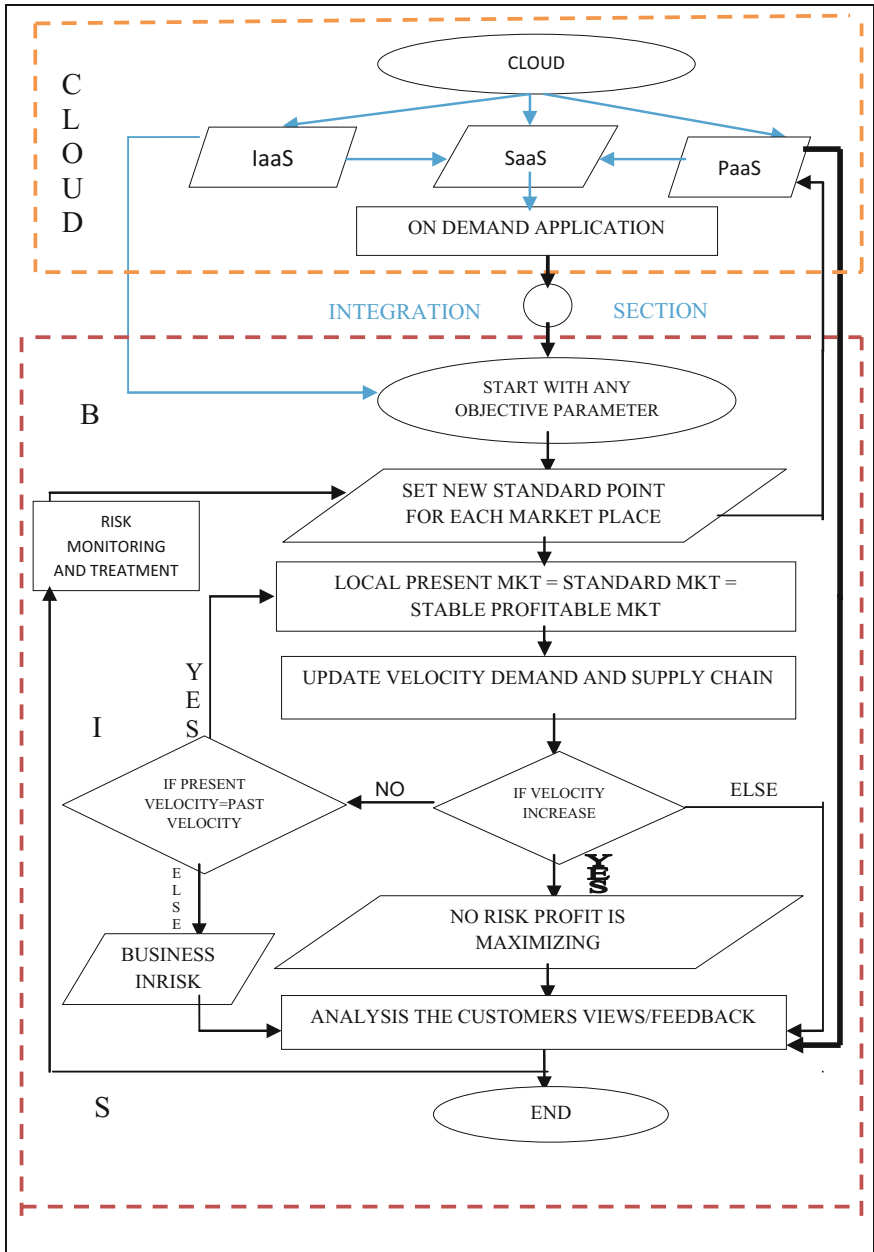 CLOUD
CLOUD
IaaS
SaaS
PaaS
ON DEMAND APPLICATION
INTEGRATION SECTION
START WITH ANY
OBJECTIVE PARAMETER
B
SET NEW STANDARD POINT
FOR EACH MARKET PLACE
RISK
MONITORING
AND TREATMENT
LOCAL PRESENT MKT = STANDARD MKT =
STABLE PROFITABLE MKT
YES
UPDATE VELOCITY DEMAND AND SUPPLY CHAIN
I
IF PRESENT
VELOCITY=PAST
VELOCITY
NO
IF VELOCITY
INCREASE
ELSE
ELSE
YES
NO RISK PROFIT IS
MAXIMIZING
BUSINESS
INRISK
ANALYSIS THE CUSTOMERS VIEWS/FEEDBACK
S
END